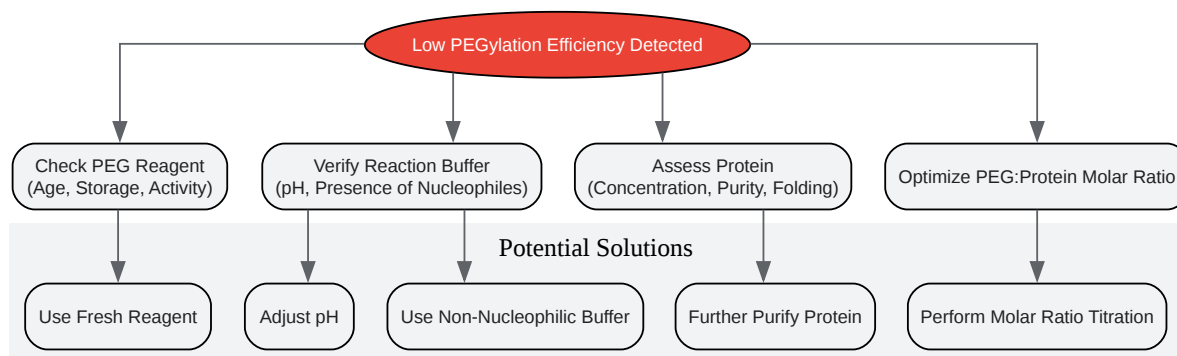 Low PEGylation Efficiency Detected
Check PEG Reagent
(Age, Storage, Activity)
Verify Reaction Buffer
(pH, Presence of Nucleophiles)
Assess Protein
(Concentration, Purity, Folding)
Optimize PEG:Protein Molar Ratio
Potential Solutions
Use Fresh Reagent
Adjust pH
Use Non-Nucleophilic Buffer
Further Purify Protein
Perform Molar Ratio Titration